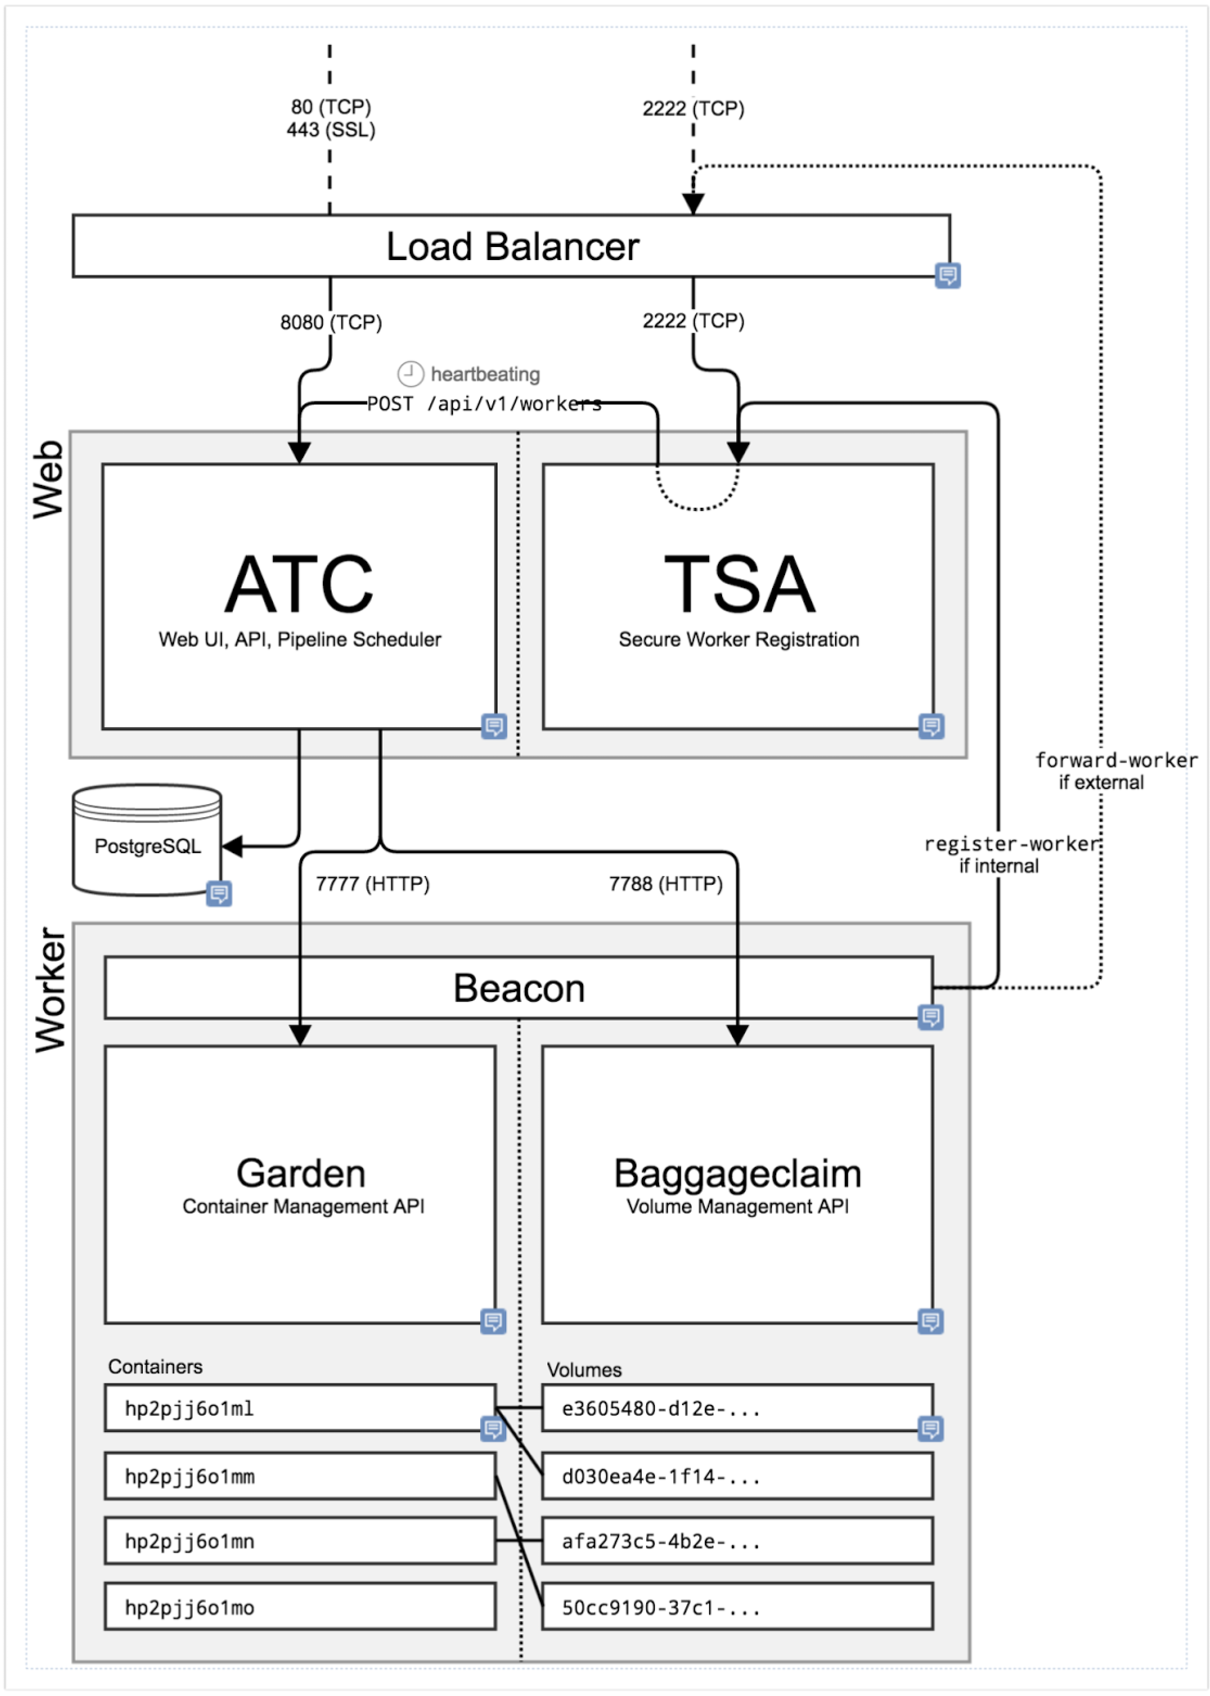 80 (TCP)
443 (SSL)
2222 (TCP)
Load Balancer
8080 (TCP)
2222 (TCP)
heartbeating
POST /api/v1/workers
Web
ATC
Web UI, API, Pipeline Scheduler
TSA
Secure Worker Registration
forward-worker
if external
PostgreSQL
register-worker
if internal
7777 (HTTP)
7788 (HTTP)
Worker
Beacon
Garden
Container Management API
Baggageclaim
Volume Management API
Containers
Volumes
hp2pjj6o1ml
e3605480-d12e-...
hp2pjj6o1mm
d030ea4e-1f14-...
hp2pjj6o1mn
afa273c5-4b2e-...
hp2pjj6o1mo
50cc9190-37c1-...